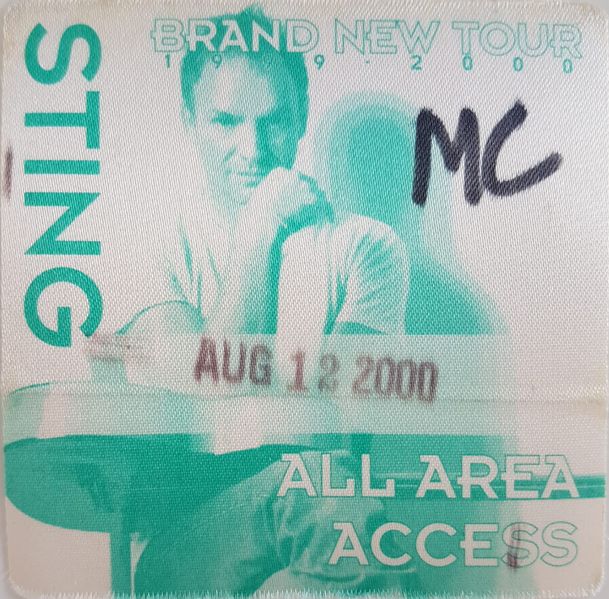 STING
BRAND NEW TOUR
1999-2000
MC
AUG 12 2000
ALL AREA
ACCESS